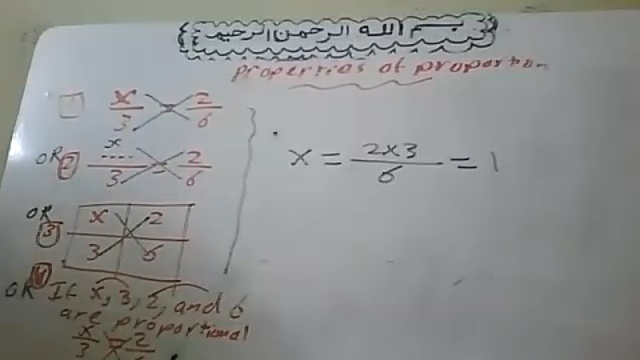 بسم الله الرحمن الرحيم
Properties of proportion
1 x/3 = 2/6
x = 2×3/6 = 1
OR 2 x..../3 = 2/6
OR 3 x 2
3 6
OR 4 If x, 3, 2, and 6
are proportional
x/3 = 2/6